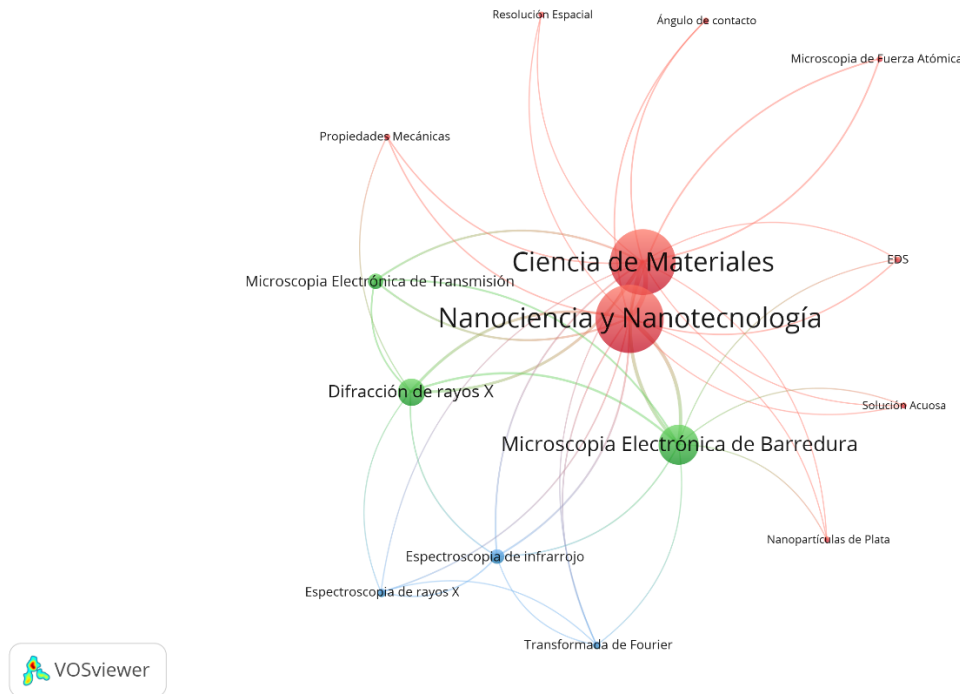 Resolución Espacial
Ángulo de contacto
Microscopia de Fuerza Atómica
Propiedades Mecánicas
Ciencia de Materiales
EDS
Microscopia Electrónica de Transmisión
Nanociencia y Nanotecnología
Difracción de rayos X
Solución Acuosa
Microscopia Electrónica de Barredura
Nanopartículas de Plata
Espectroscopia de infrarrojo
Espectroscopia de rayos X
Transformada de Fourier
VOSviewer